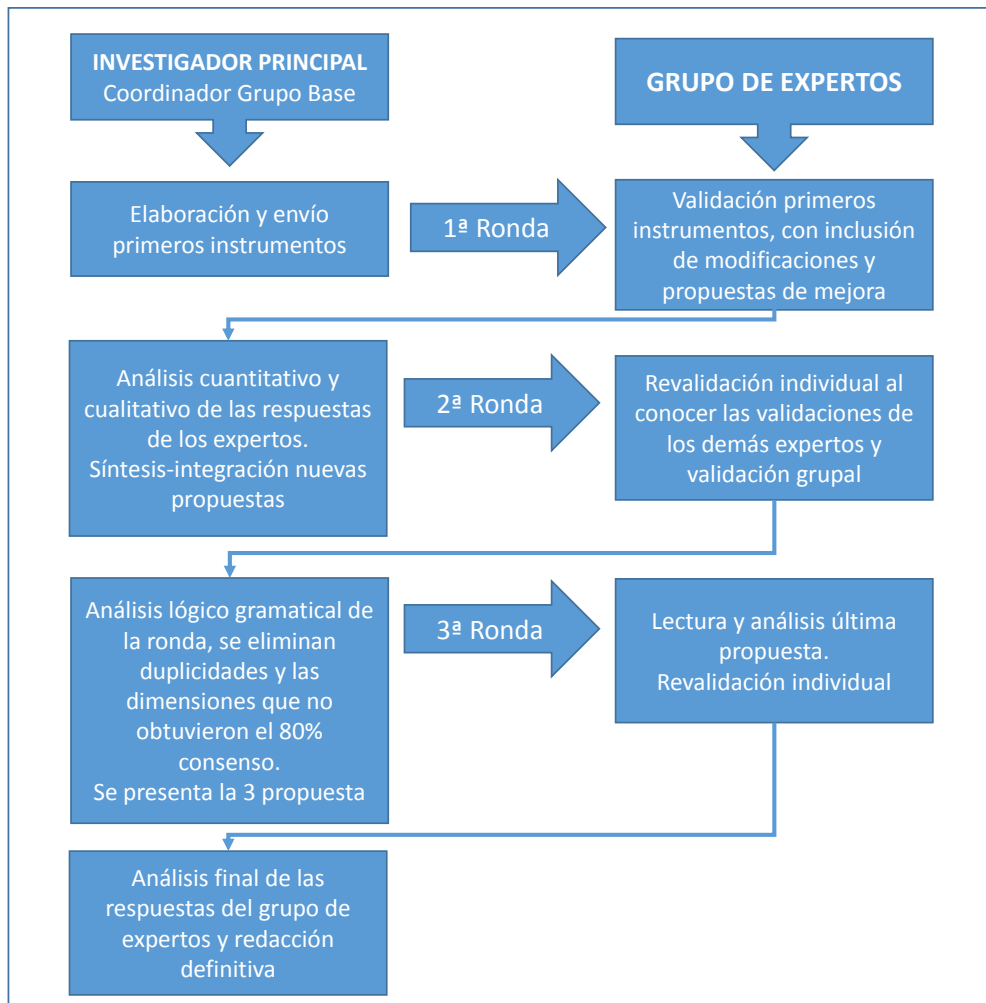 INVESTIGADOR PRINCIPAL
Coordinador Grupo Base
GRUPO DE EXPERTOS
Elaboración y envío
primeros instrumentos
1ª Ronda
Validación primeros
instrumentos, con inclusión
de modificaciones y
propuestas de mejora
Análisis cuantitativo y
cualitativo de las respuestas
de los expertos.
Síntesis-integración nuevas
propuestas
2ª Ronda
Revalidación individual al
conocer las validaciones de
los demás expertos y
validación grupal
Análisis lógico gramatical de
la ronda, se eliminan
duplicidades y las
dimensiones que no
obtuvieron el 80%
consenso.
Se presenta la 3 propuesta
3ª Ronda
Lectura y análisis última
propuesta.
Revalidación individual
Análisis final de las
respuestas del grupo de
expertos y redacción
definitiva